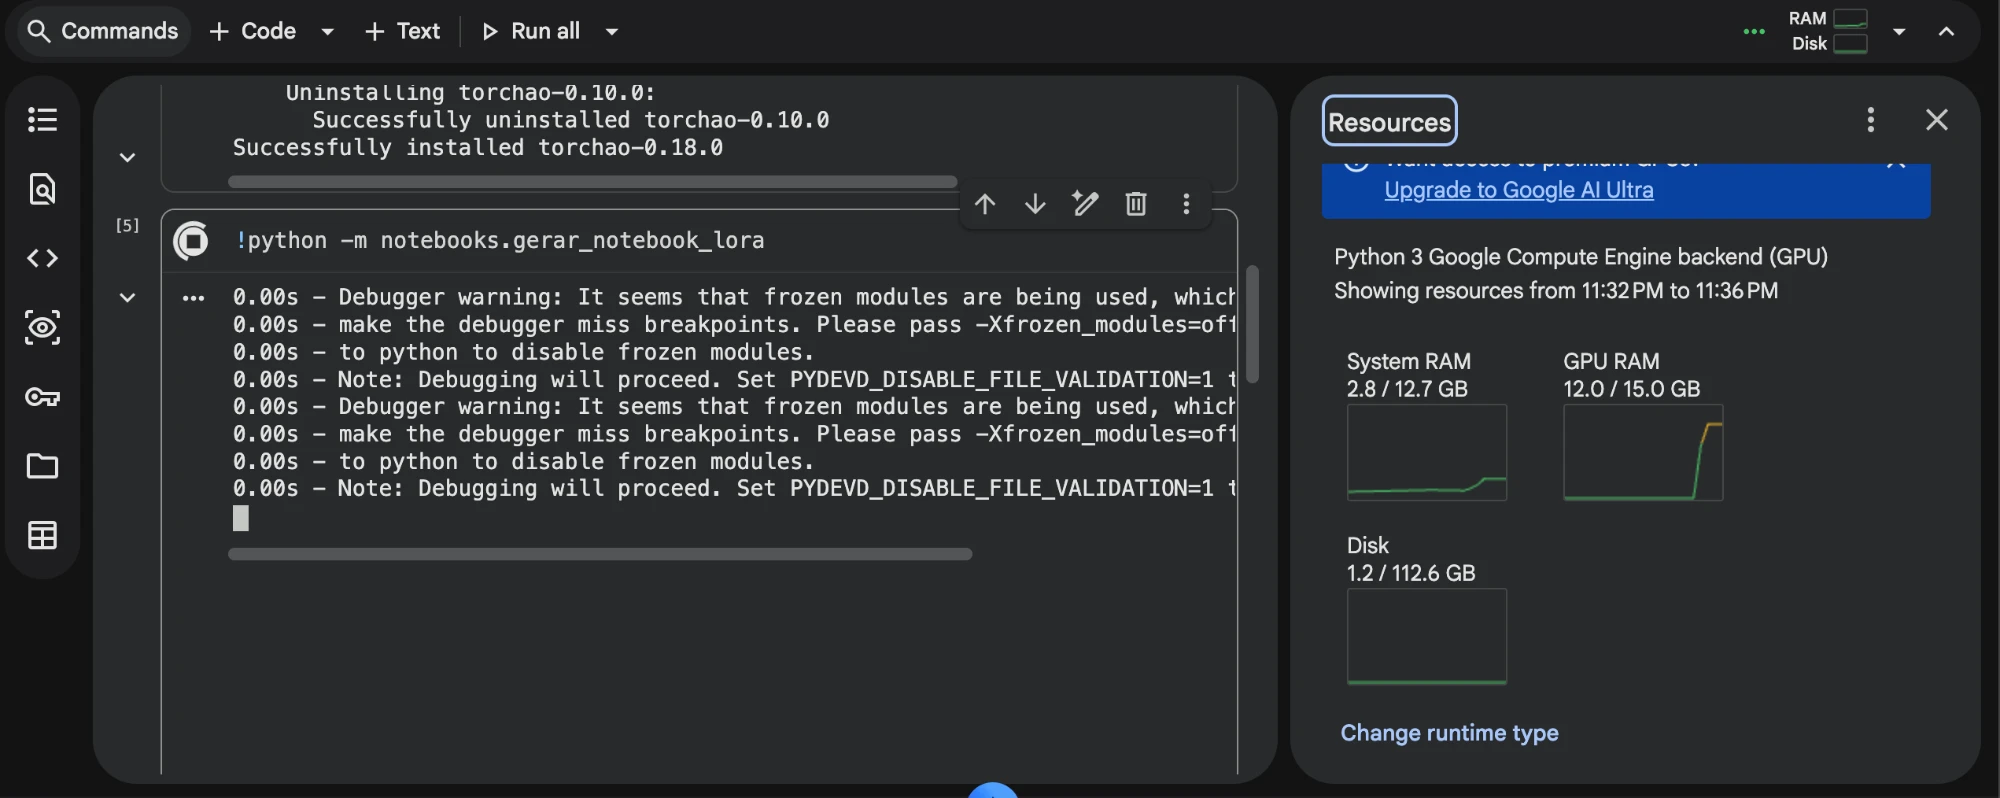 Commands
+ Code
+ Text
Run all
RAM
Disk
Uninstalling torchao-0.10.0:
Successfully uninstalled torchao-0.10.0
Successfully installed torchao-0.18.0
[5]
!python -m notebooks.gerar_notebook_lora
0.00s - Debugger warning: It seems that frozen modules are being used, which
0.00s - make the debugger miss breakpoints. Please pass -Xfrozen_modules=off
0.00s - to python to disable frozen modules.
0.00s - Note: Debugging will proceed. Set PYDEVD_DISABLE_FILE_VALIDATION=1 t
0.00s - Debugger warning: It seems that frozen modules are being used, which
0.00s - make the debugger miss breakpoints. Please pass -Xfrozen_modules=off
0.00s - to python to disable frozen modules.
0.00s - Note: Debugging will proceed. Set PYDEVD_DISABLE_FILE_VALIDATION=1 t
Resources
Want access to premium GPUs?
Upgrade to Google AI Ultra
Python 3 Google Compute Engine backend (GPU)
Showing resources from 11:32 PM to 11:36 PM
System RAM
2.8 / 12.7 GB
GPU RAM
12.0 / 15.0 GB
Disk
1.2 / 112.6 GB
Change runtime type